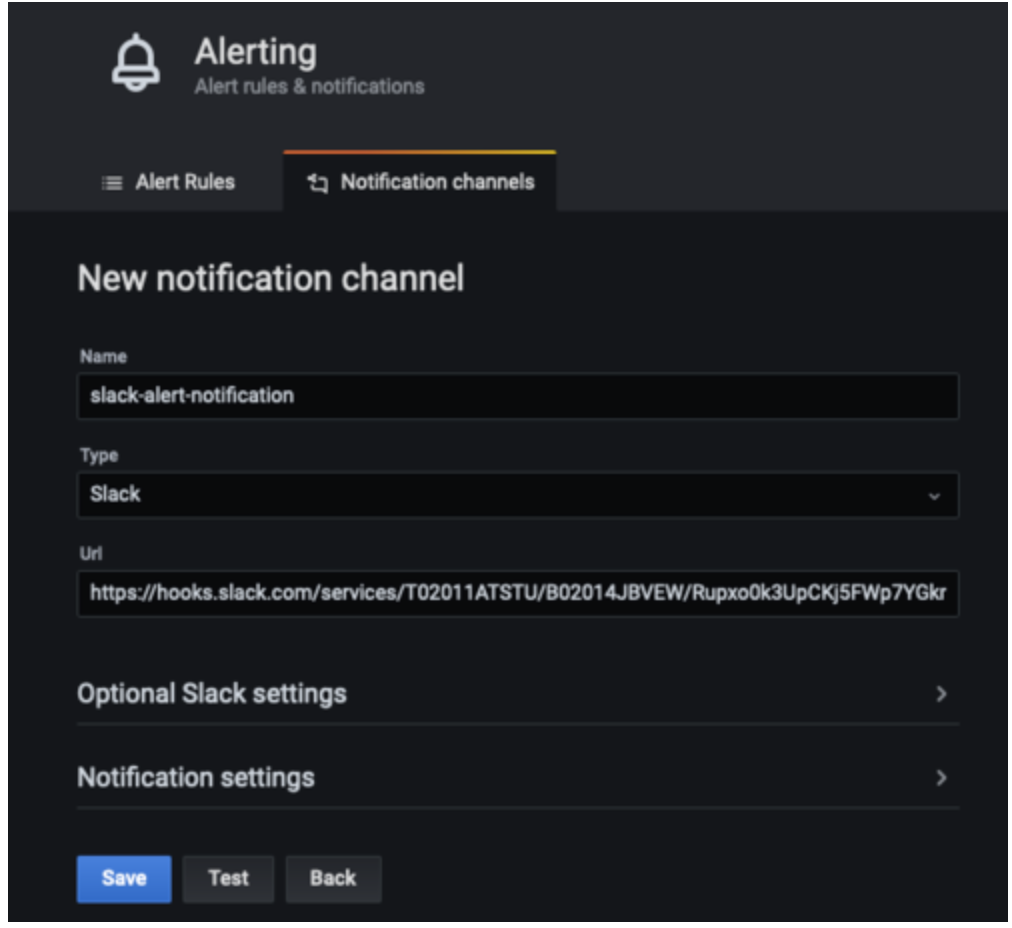 Alerting
Alert rules & notifications
Alert Rules
Notification channels
New notification channel
Name
slack-alert-notification
Type
Slack
Url
https://hooks.slack.com/services/T02011ATSTU/B02014JBVEW/Rupxo0k3UpCKj5FWp7YGkr
Optional Slack settings
Notification settings
Save
Test
Back